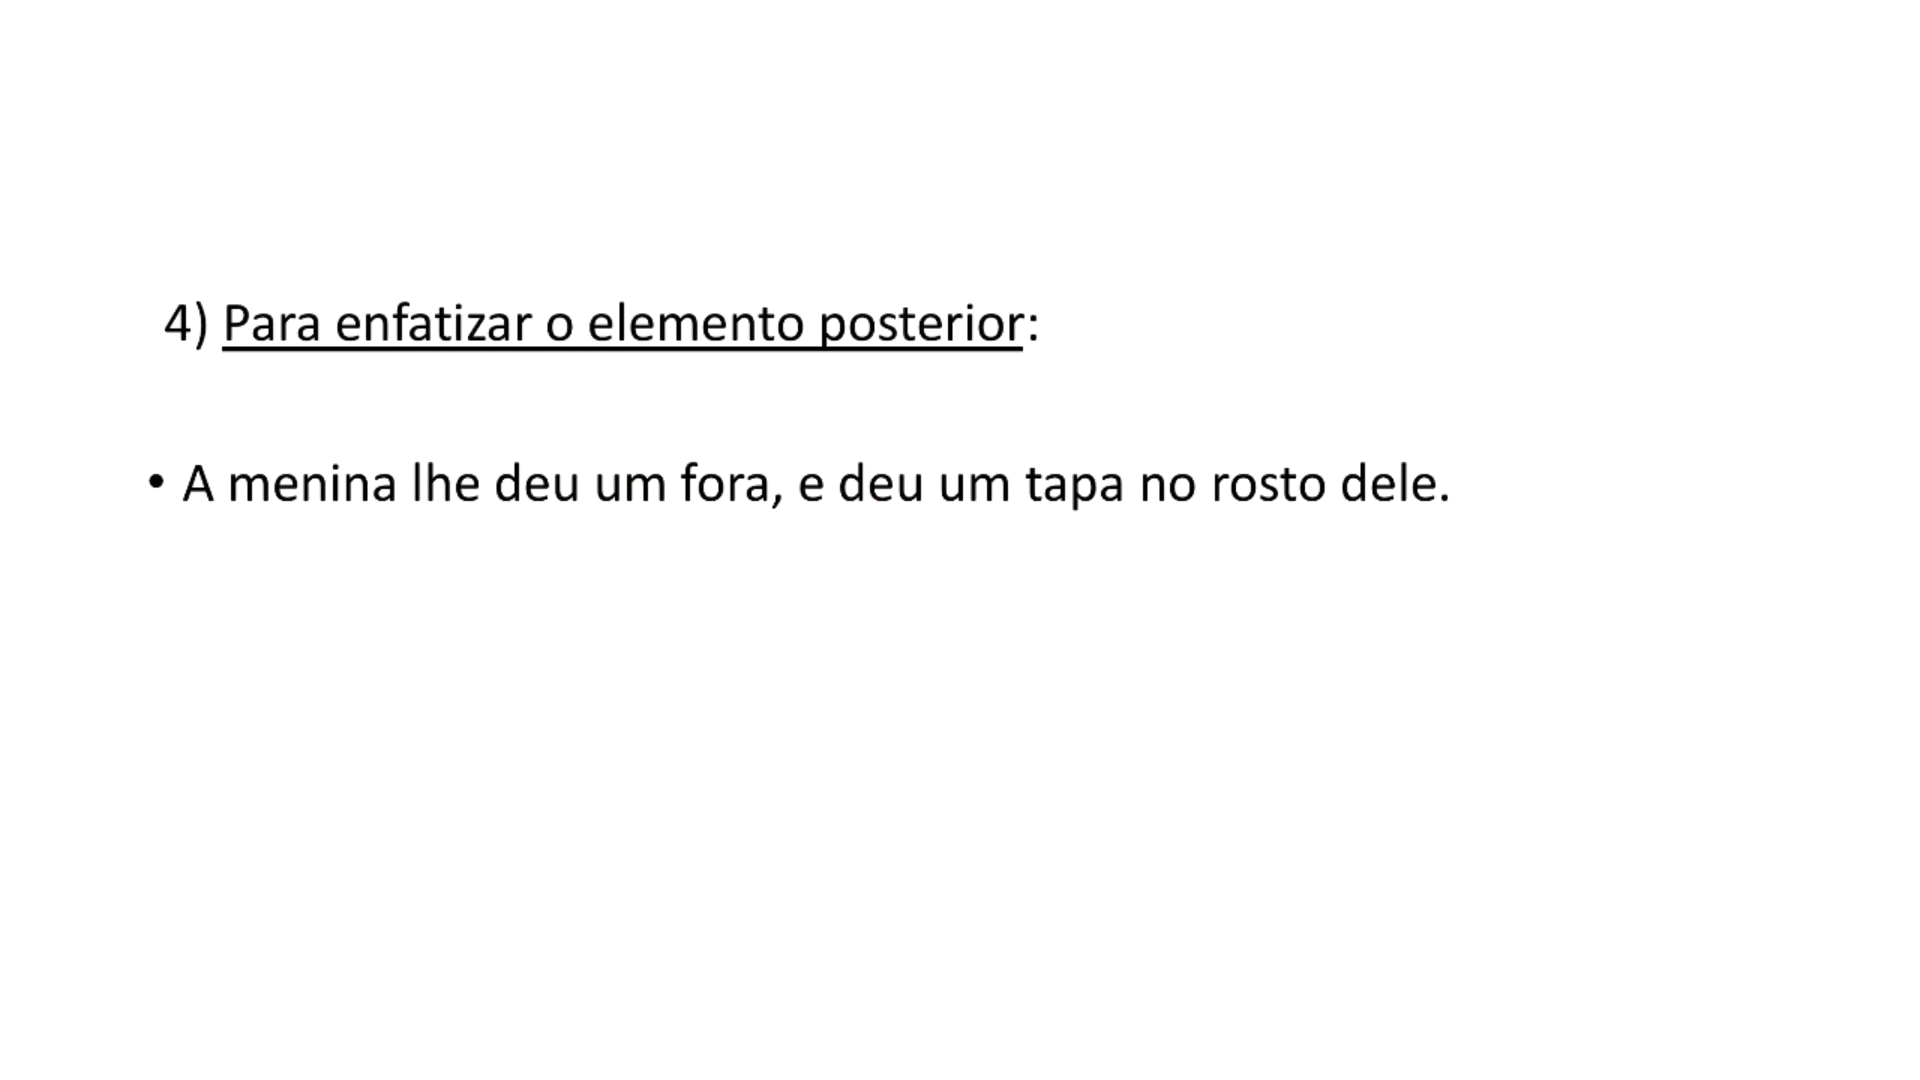 4) Para enfatizar o elemento posterior:
• A menina lhe deu um fora, e deu um tapa no rosto dele.